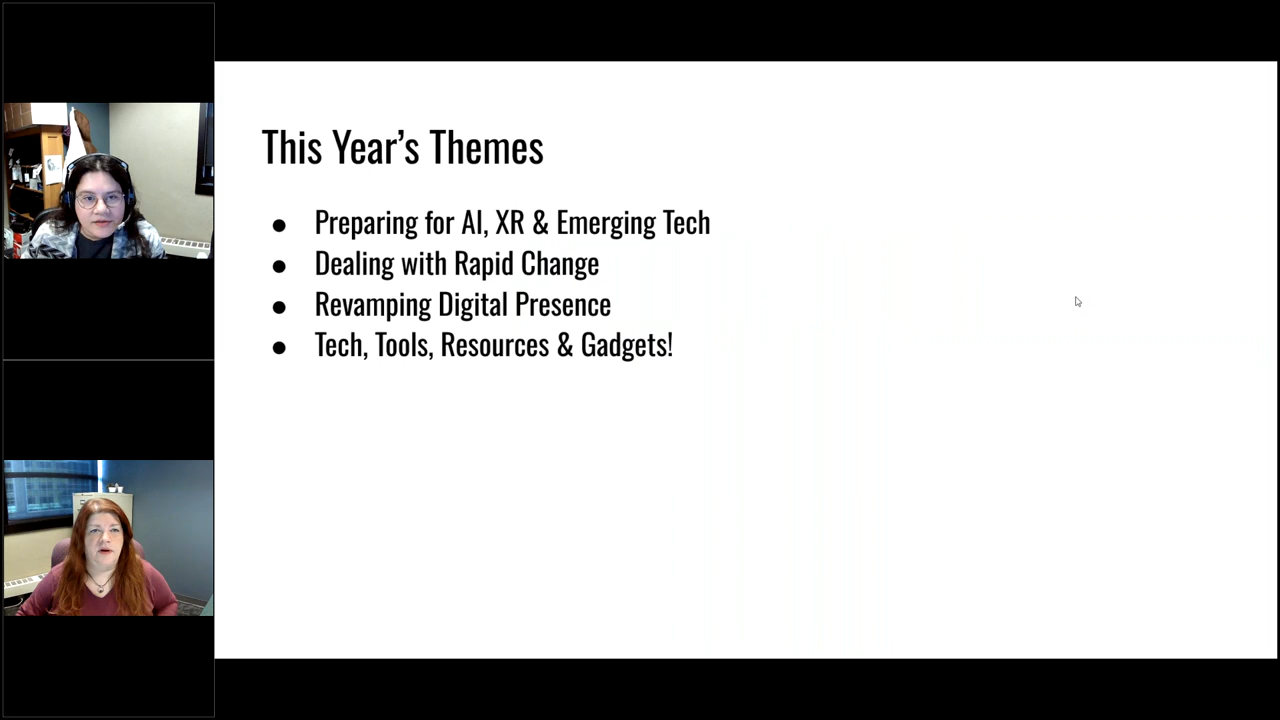 This Year’s Themes
● Preparing for AI, XR & Emerging Tech
● Dealing with Rapid Change
● Revamping Digital Presence
● Tech, Tools, Resources & Gadgets!